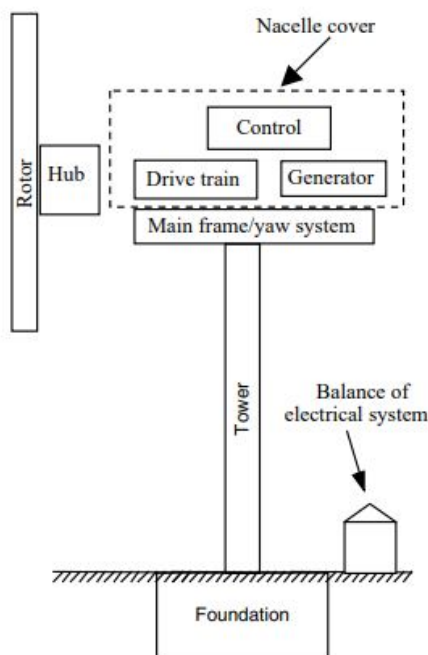 Nacelle cover
Control
Rotor
Hub
Drive train
Generator
Main frame/yaw system
Tower
Balance of
electrical system
Foundation